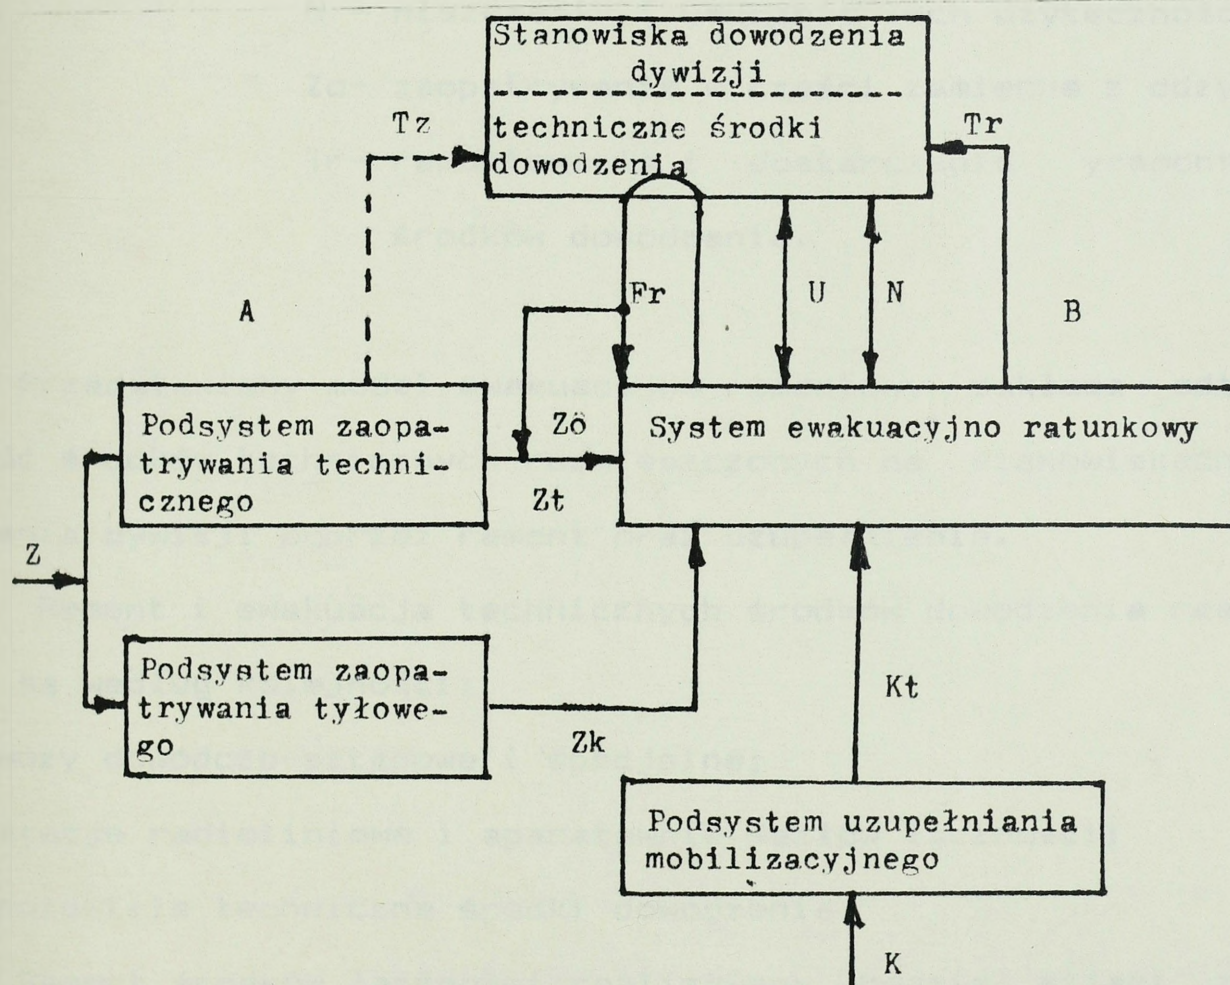 Stanowiska dowodzenia
dywizji
techniczne środki
dowodzenia
Tz
Tr
A
Fr
U
N
B
Podsystem zaopa-
trywania techni-
cznego
Zo
Zt
System ewakuacyjno ratunkowy
Z
Podsystem zaopa-
trywania tyłowe-
go
Zk
Kt
Podsystem uzupełniania
mobilizacyjnego
K